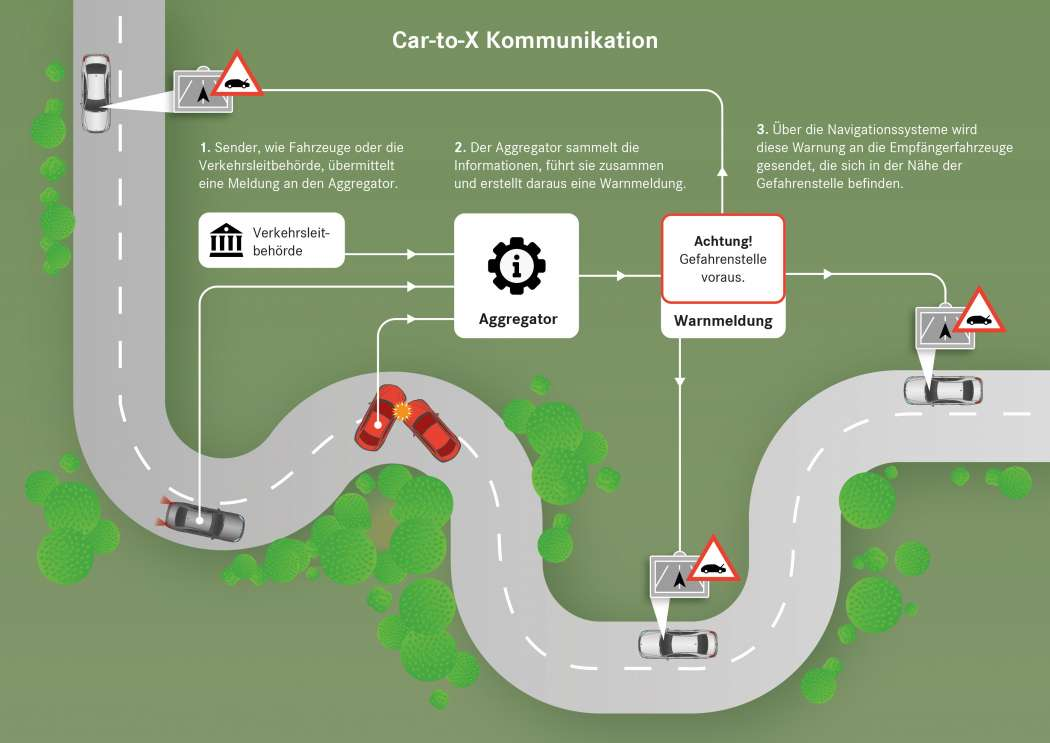 Car-to-X Kommunikation
1. Sender, wie Fahrzeuge oder die
Verkehrsleitbehörde, übermittelt
eine Meldung an den Aggregator.
2. Der Aggregator sammelt die
Informationen, führt sie zusammen
und erstellt daraus eine Warnmeldung.
3. Über die Navigationssysteme wird
diese Warnung an die Empfängerfahrzeuge
gesendet, die sich in der Nähe der
Gefahrenstelle befinden.
Verkehrsleit-
behörde
Aggregator
Achtung!
Gefahrenstelle
voraus.
Warnmeldung